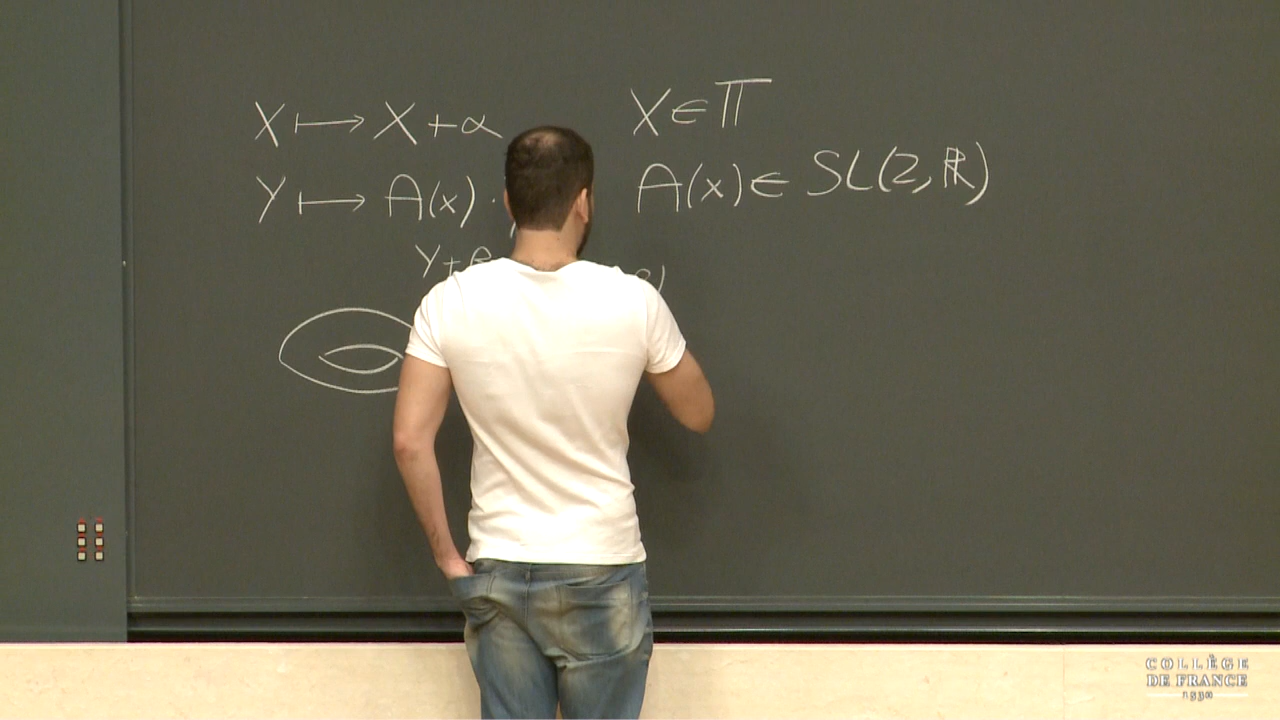 X ↦ X + α X ∈ 𝕋
Y ↦ A(x) · A(x) ∈ SL(2, ℝ)
Y +
COLLÈGE
DE FRANCE
1530